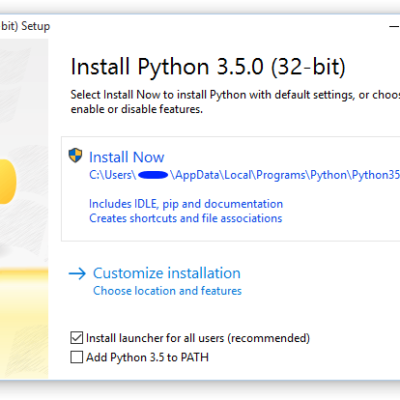 bit) Setup
Install Python 3.5.0 (32-bit)
Select Install Now to install Python with default settings, or choos
enable or disable features.
Install Now
C:\Users\ \AppData\Local\Programs\Python\Python35
Includes IDLE, pip and documentation
Creates shortcuts and file associations
Customize installation
Choose location and features
Install launcher for all users (recommended)
Add Python 3.5 to PATH